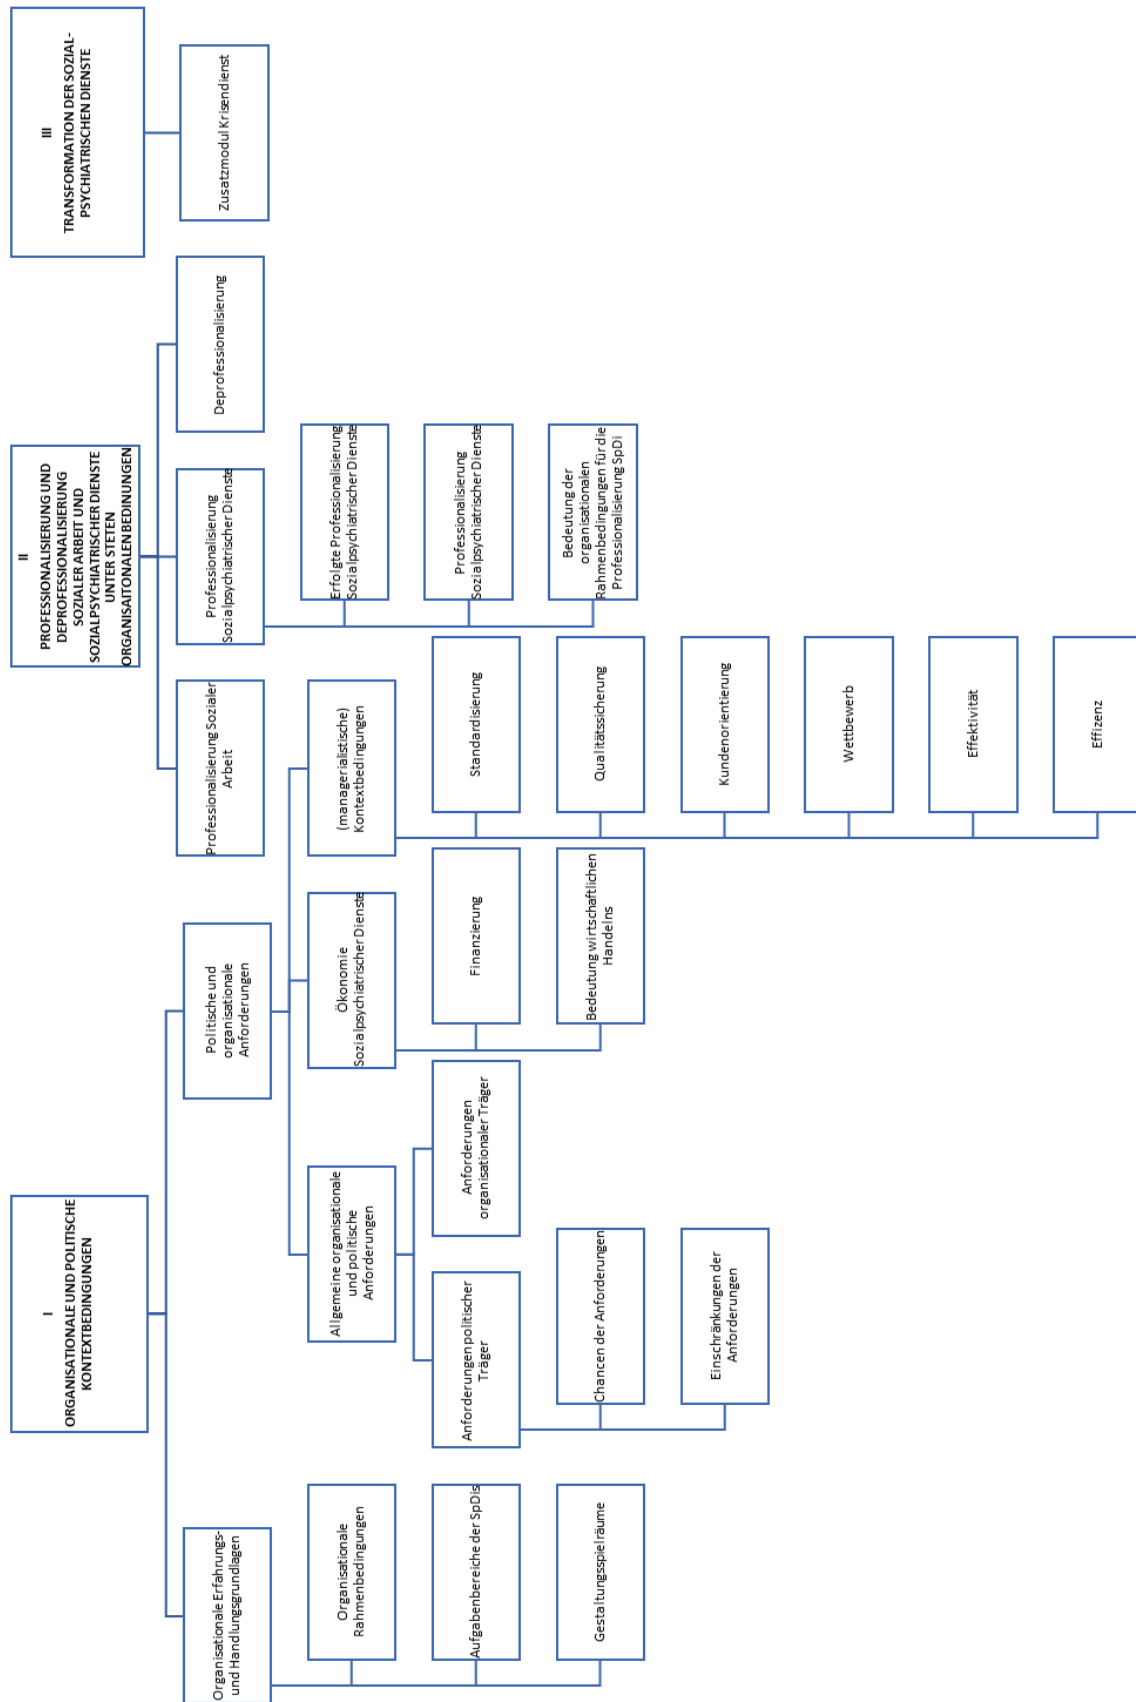 I
ORGANISATIONALE UND POLITISCHE
KONTEXTBEDINGUNGEN
Organisationale Erfahrungs-
und Handlungsgrundlagen
Organisationale
Rahmenbedingungen
Aufgabenbereiche der SpDis
Gestaltungsspielräume
Politische und
organisationale
Anforderungen
Allgemeine organisationale
und politische
Anforderungen
Anforderungen politischer
Träger
Chancen der Anforderungen
Einschränkungen der
Anforderungen
Anforderungen
organisationaler Träger
Ökonomie
Sozialpsychiatrischer Dienste
Finanzierung
Bedeutung wirtschaftlichen
Handelns
(managerialistische)
Kontextbedingungen
Standardisierung
Qualitätssicherung
Kundenorientierung
Wettbewerb
Effektivität
Effizenz
II
PROFESSIONALISIERUNG UND
DEPROFESSIONALISIERUNG
SOZIALER ARBEIT UND
SOZIALPSYCHIATRISCHER DIENSTE
UNTER STETEN
ORGANISAITONALEN BEDINUNGEN
Professionalisierung Sozialer
Arbeit
Professionalisierung
Sozialpsychiatrischer Dienste
Erfolgte Professionalisierung
Sozialpsychiatrischer Dienste
Professionalisierung
Sozialpsychiatrischer Dienste
Bedeutung der
organisationalen
Rahmenbedingungen für die
Professionalisierung SpDi
Deprofessionalisierung
III
TRANSFORMATION DER SOZIAL-
PSYCHIATRISCHEN DIENSTE
Zusatzmodul Krisendienst